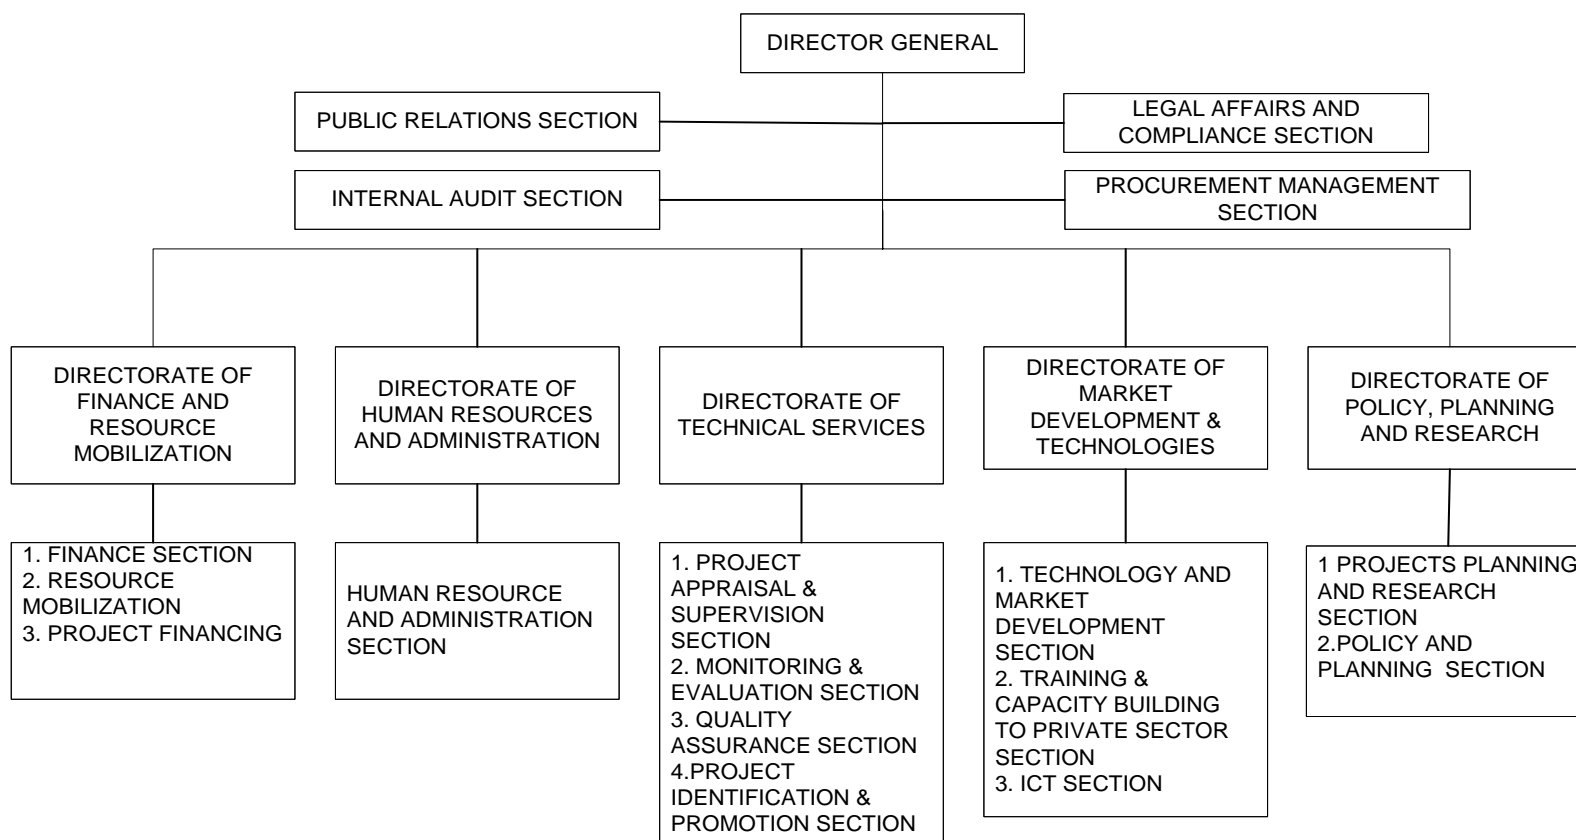 DIRECTOR GENERAL
PUBLIC RELATIONS SECTION
LEGAL AFFAIRS AND
COMPLIANCE SECTION
INTERNAL AUDIT SECTION
PROCUREMENT MANAGEMENT
SECTION
DIRECTORATE OF
FINANCE AND
RESOURCE
MOBILIZATION
DIRECTORATE OF
HUMAN RESOURCES
AND ADMINISTRATION
DIRECTORATE OF
TECHNICAL SERVICES
DIRECTORATE OF
MARKET
DEVELOPMENT &
TECHNOLOGIES
DIRECTORATE OF
POLICY, PLANNING
AND RESEARCH
1. FINANCE SECTION
2. RESOURCE
MOBILIZATION
3. PROJECT FINANCING
HUMAN RESOURCE
AND ADMINISTRATION
SECTION
1. PROJECT
APPRAISAL &
SUPERVISION
SECTION
2. MONITORING &
EVALUATION SECTION
3. QUALITY
ASSURANCE SECTION
4.PROJECT
IDENTIFICATION &
PROMOTION SECTION
1. TECHNOLOGY AND
MARKET
DEVELOPMENT
SECTION
2. TRAINING &
CAPACITY BUILDING
TO PRIVATE SECTOR
SECTION
3. ICT SECTION
1 PROJECTS PLANNING
AND RESEARCH
SECTION
2.POLICY AND
PLANNING  SECTION